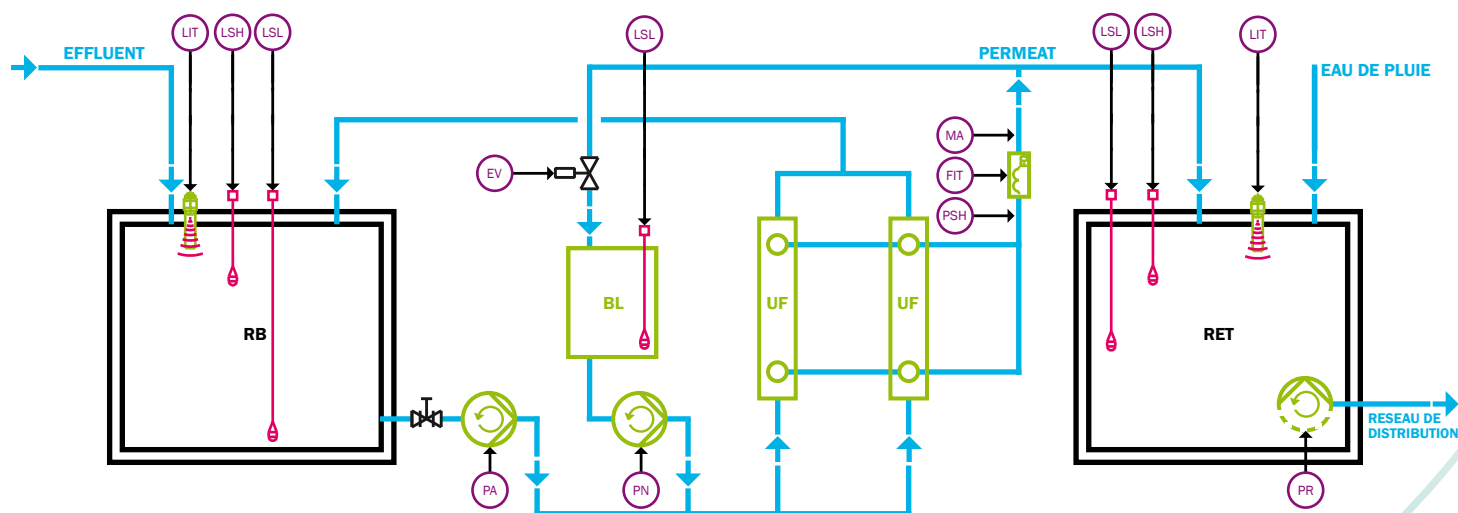 LIT
LSH
LSL
LSL
LSL
LSH
LIT
EFFLUENT
PERMEAT
EAU DE PLUIE
MA
EV
FIT
PSH
BL
UF
UF
RB
RET
RESEAU DE
DISTRIBUTION
PA
PN
PR